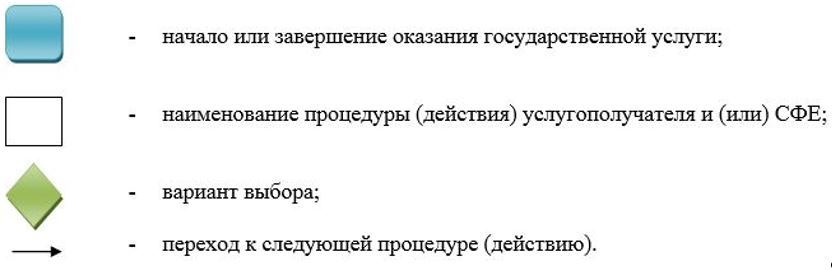 - начало или завершение оказания государственной услуги;
- наименование процедуры (действия) услугополучателя и (или) СФЕ;
- вариант выбора;
- переход к следующей процедуре (действию).